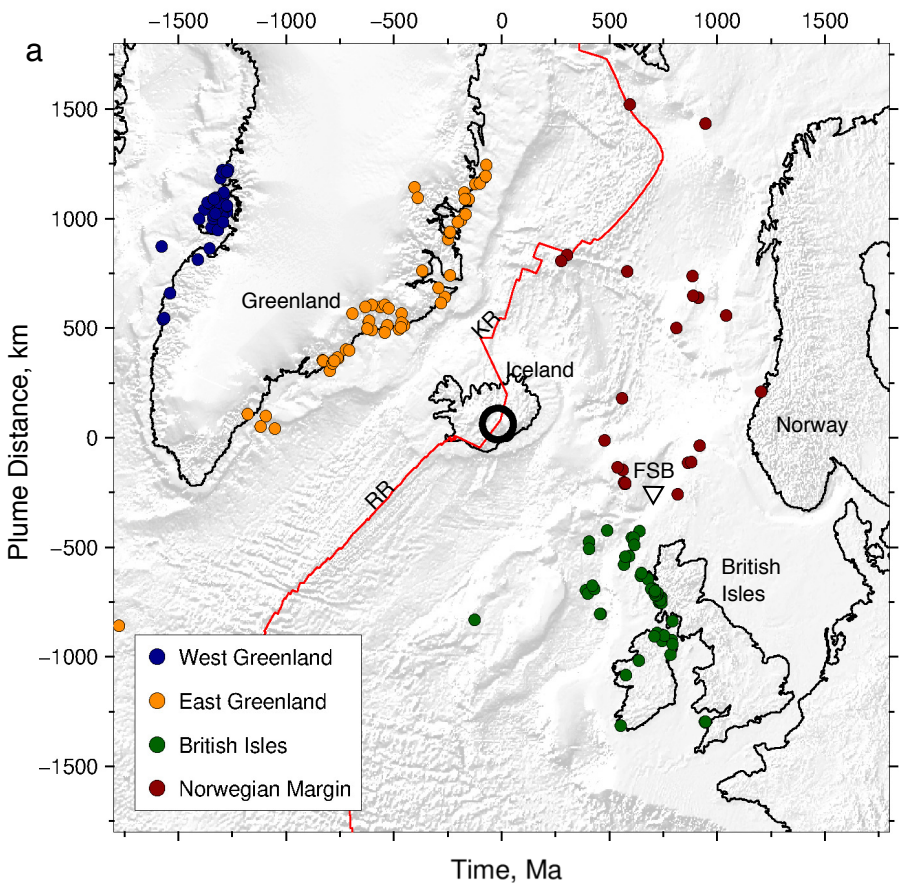 −1500 −1000 −500 0 500 1000 1500
a
1500
1000
500
0
−500
−1000
−1500
Plume Distance, km
Greenland
KR
Iceland
Norway
FSB
RR
British
Isles
West Greenland
East Greenland
British Isles
Norwegian Margin
Time, Ma